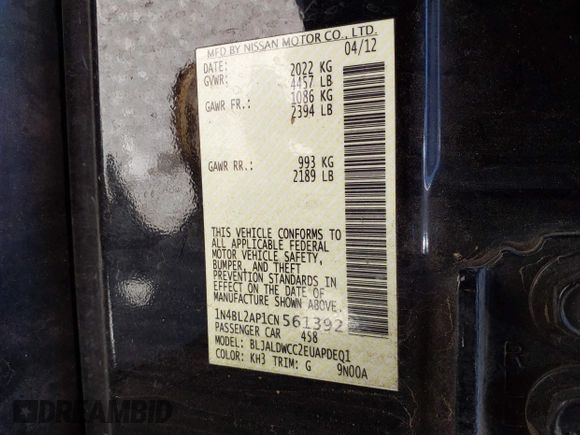 MFD BY NISSAN MOTOR CO., LTD.
DATE: 04/12
GVWR: 2022 KG
4457 LB
GAWR FR.: 1086 KG
2394 LB
GAWR RR.: 993 KG
2189 LB
THIS VEHICLE CONFORMS TO
ALL APPLICABLE FEDERAL
MOTOR VEHICLE SAFETY,
BUMPER, AND THEFT
PREVENTION STANDARDS IN
EFFECT ON THE DATE OF
MANUFACTURE SHOWN ABOVE.
1N4BL2AP1CN 561392
PASSENGER CAR 4S8
MODEL: BLJALDWCC2EUAPDEQ1
COLOR: KH3 TRIM: G 9N00A
DREAMBID